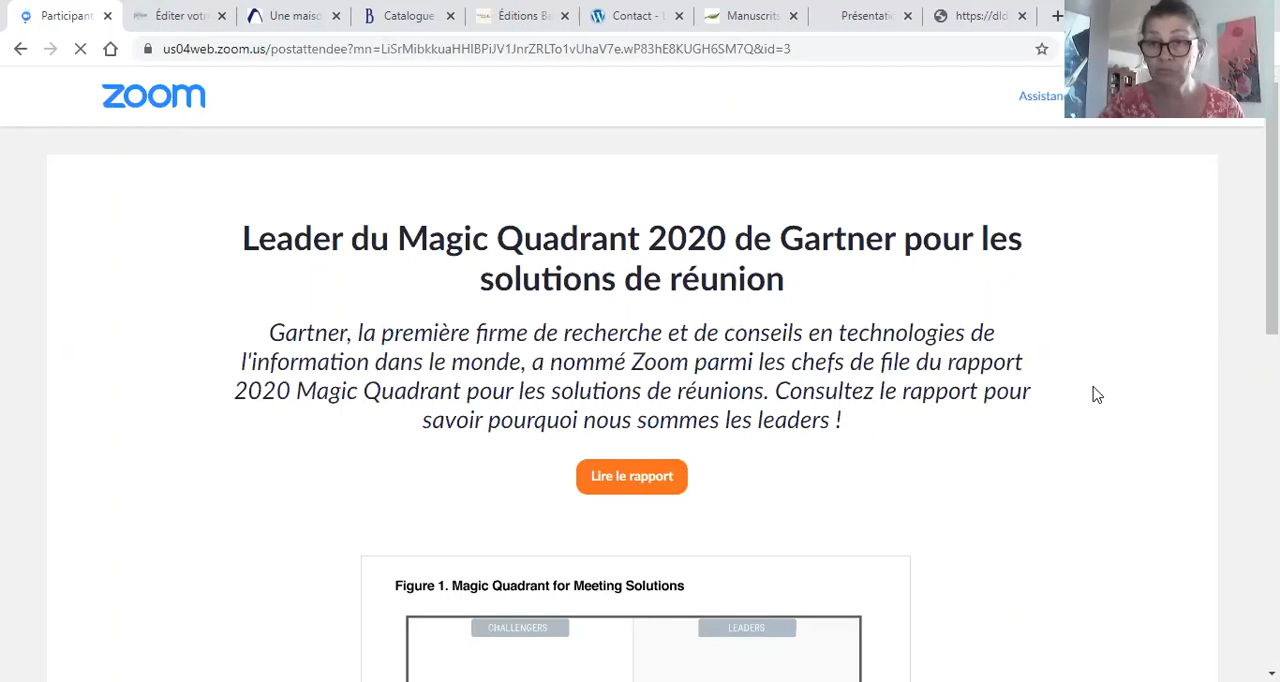 Participant
Éditer votr
Une maiso
Catalogue
Éditions Be
Contact - L
Manuscrits
Présentatio
https://dld
us04web.zoom.us/postattendee?mn=LiSrMibkkuaHHIBPiJV1JnrZRLTo1vUhaV7e.wP83hE8KUGH6SM7Q&id=3
zoom
Assistan
Leader du Magic Quadrant 2020 de Gartner pour les
solutions de réunion
Gartner, la première firme de recherche et de conseils en technologies de
l'information dans le monde, a nommé Zoom parmi les chefs de file du rapport
2020 Magic Quadrant pour les solutions de réunions. Consultez le rapport pour
savoir pourquoi nous sommes les leaders !
Lire le rapport
Figure 1. Magic Quadrant for Meeting Solutions
CHALLENGERS
LEADERS